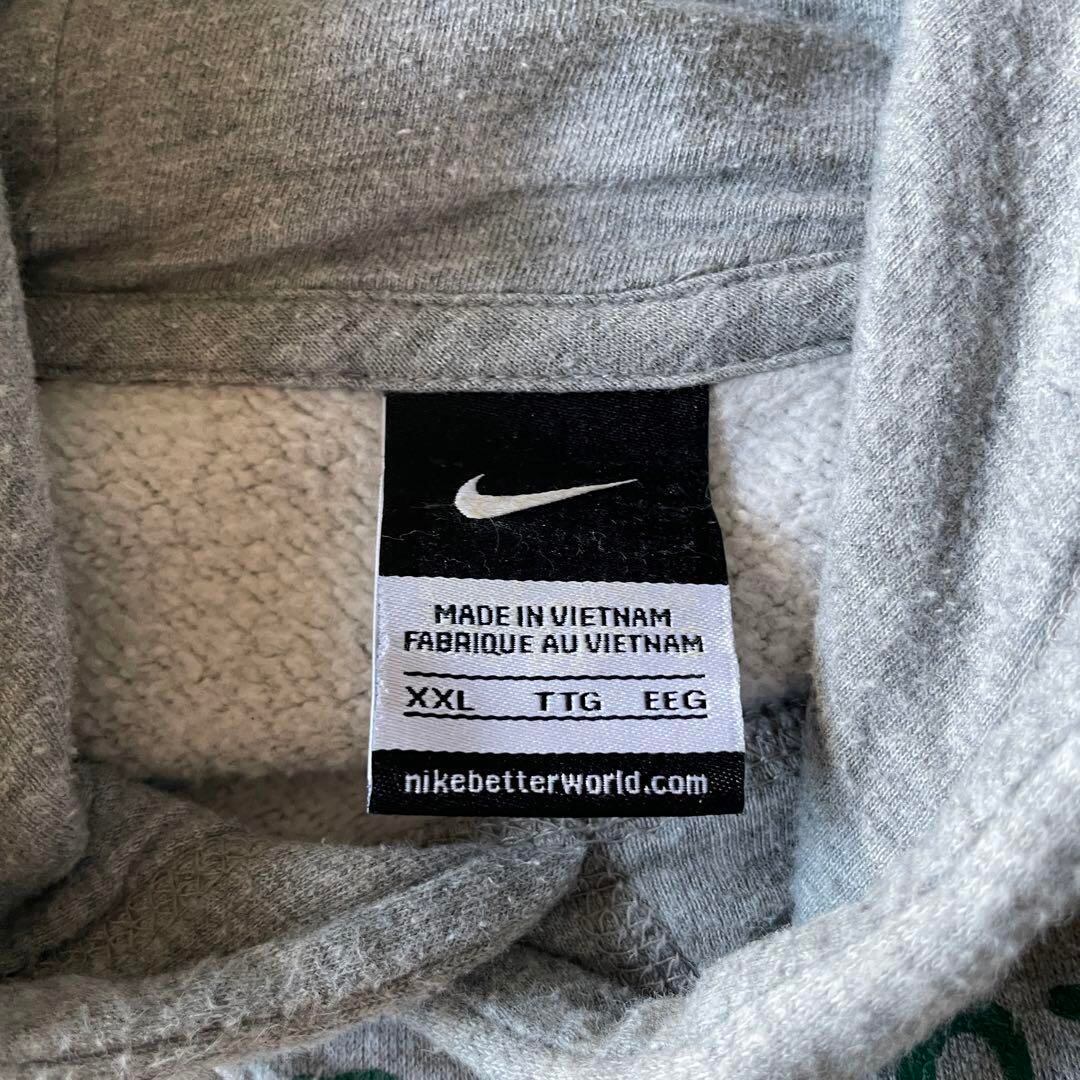 MADE IN VIETNAM
FABRIQUE AU VIETNAM
XXL TTG EEG
nikebetterworld.com